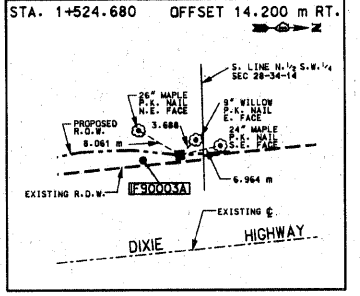 STA. 1+524.680 OFFSET 14.200 m RT.
Z
S. LINE N.1/2 S.W.1/4
SEC 28-34-14
26" MAPLE
P.K. NAIL
N.E. FACE
9" WILLOW
P.K. NAIL
E. FACE
3.688
PROPOSED
R.O.W.
8.061 m
24" MAPLE
P.K. NAIL
S.E. FACE
6.964 m
IF90003A
EXISTING R.O.W.
EXISTING ℄
DIXIE HIGHWAY